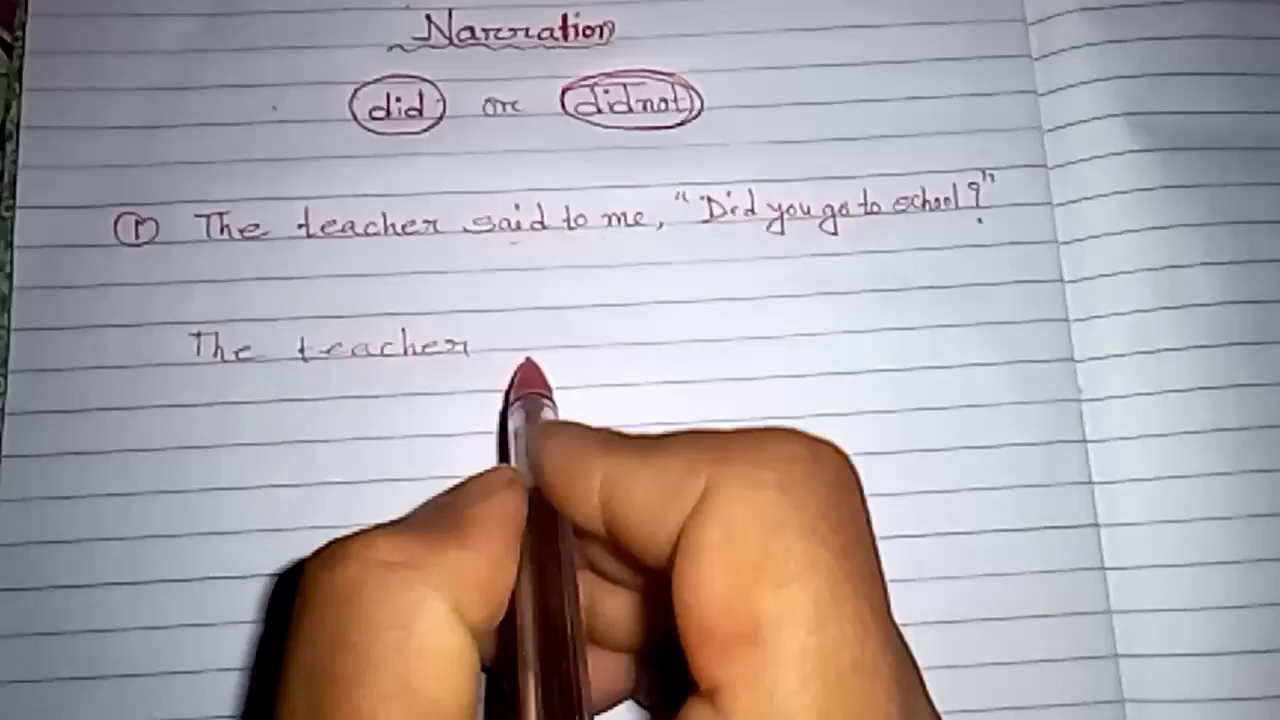 Narration
did or didnot
① The teacher said to me, "Did you go to school?"
The teacher